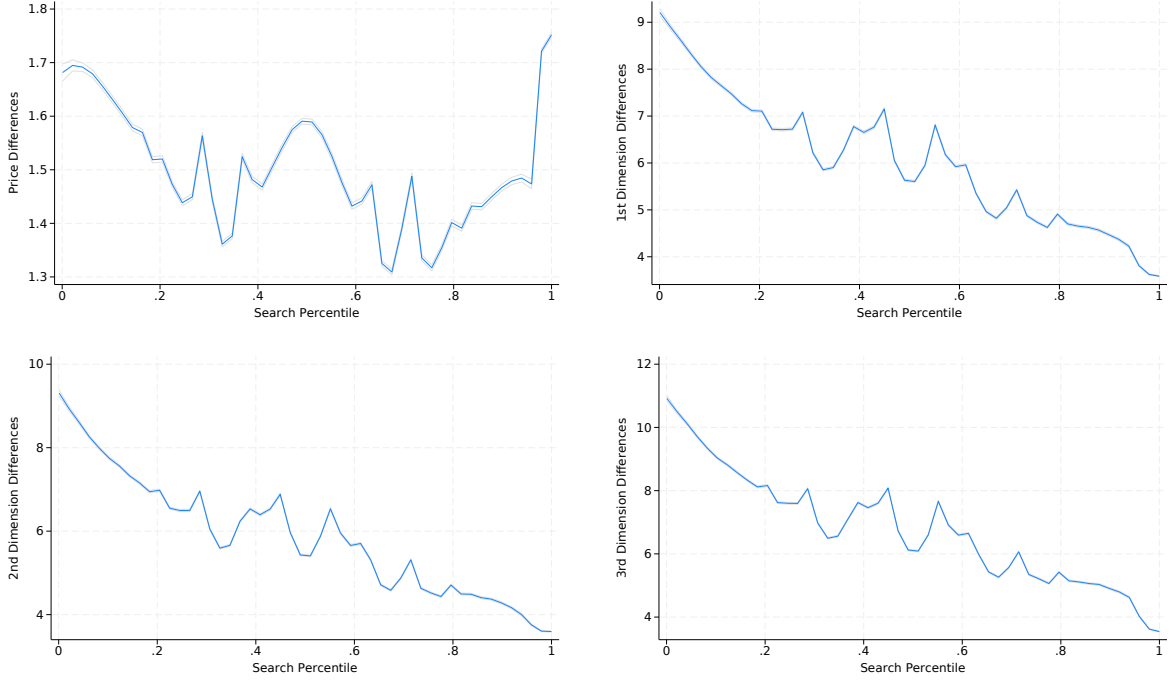 Price Differences
1.8
1.7
1.6
1.5
1.4
1.3
0 .2 .4 .6 .8 1
Search Percentile
1st Dimension Differences
9
8
7
6
5
4
0 .2 .4 .6 .8 1
Search Percentile
2nd Dimension Differences
10
8
6
4
0 .2 .4 .6 .8 1
Search Percentile
3rd Dimension Differences
12
10
8
6
4
0 .2 .4 .6 .8 1
Search Percentile